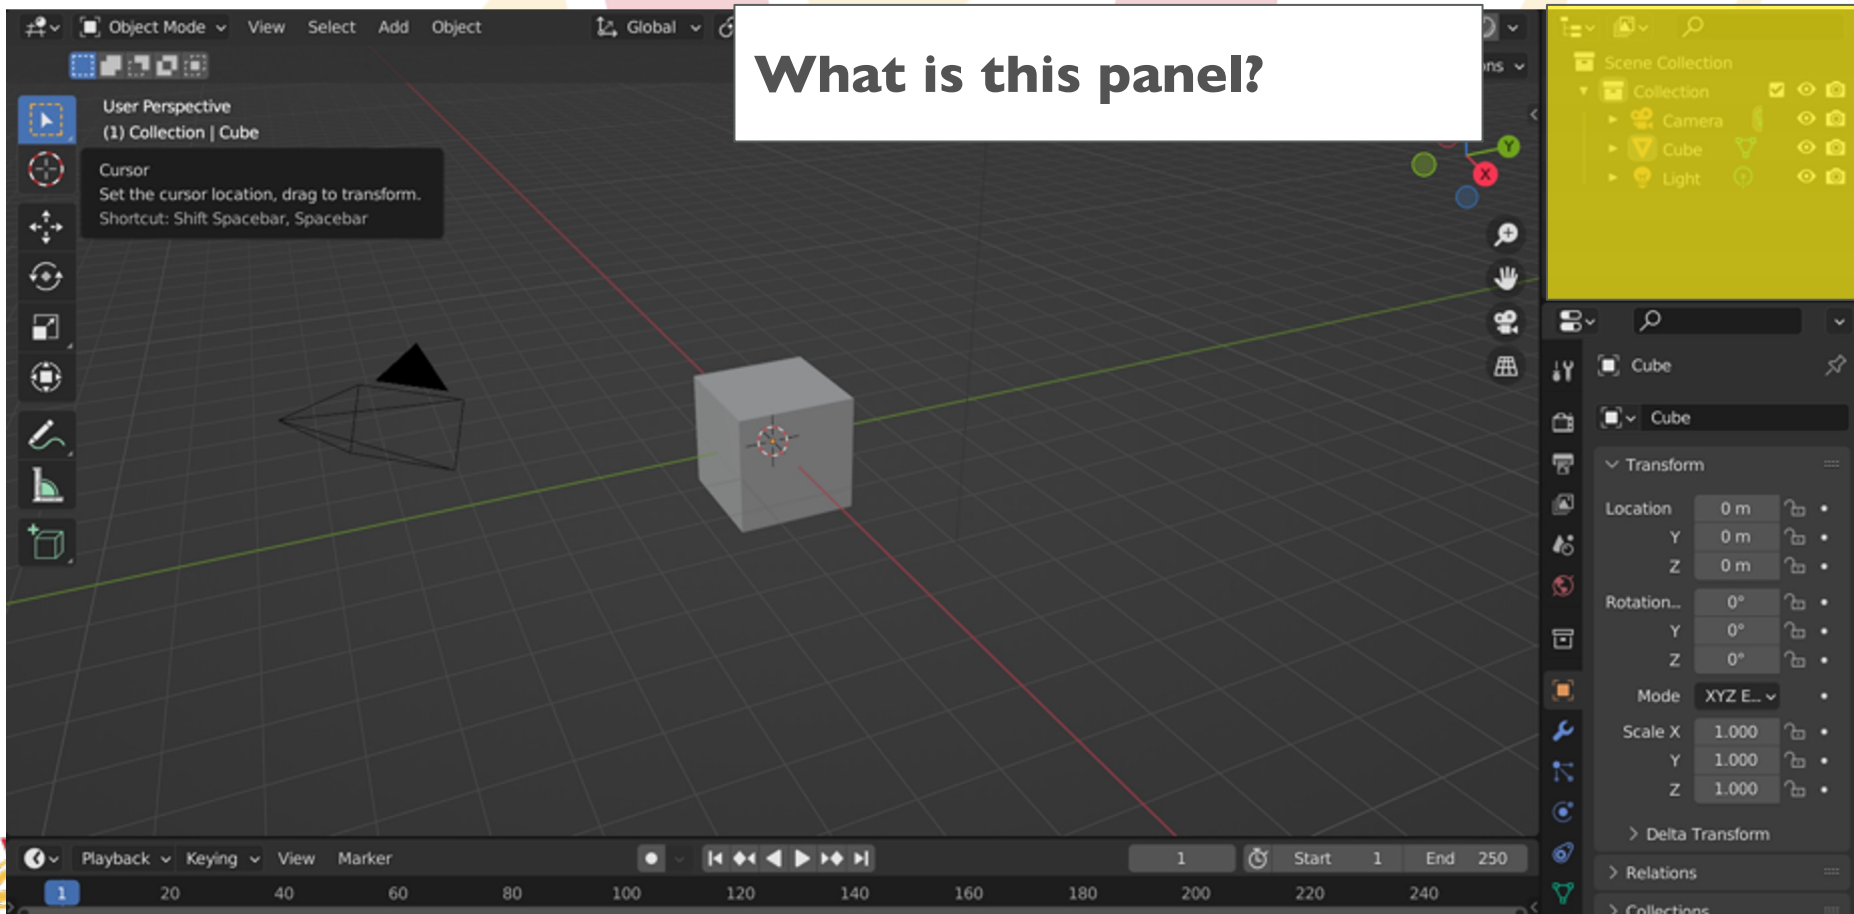 Object Mode View Select Add Object Global
What is this panel?
User Perspective
(1) Collection | Cube
Cursor
Set the cursor location, drag to transform.
Shortcut: Shift Spacebar, Spacebar
Y
X
Scene Collection
Collection
Camera
Cube
Light
Cube
Cube
Transform
Location 0 m
Y 0 m
Z 0 m
Rotation... 0°
Y 0°
Z 0°
Mode XYZ E...
Scale X 1.000
Y 1.000
Z 1.000
Delta Transform
Relations
Collections
Playback Keying View Marker 1 Start 1 End 250
1 20 40 60 80 100 120 140 160 180 200 220 240